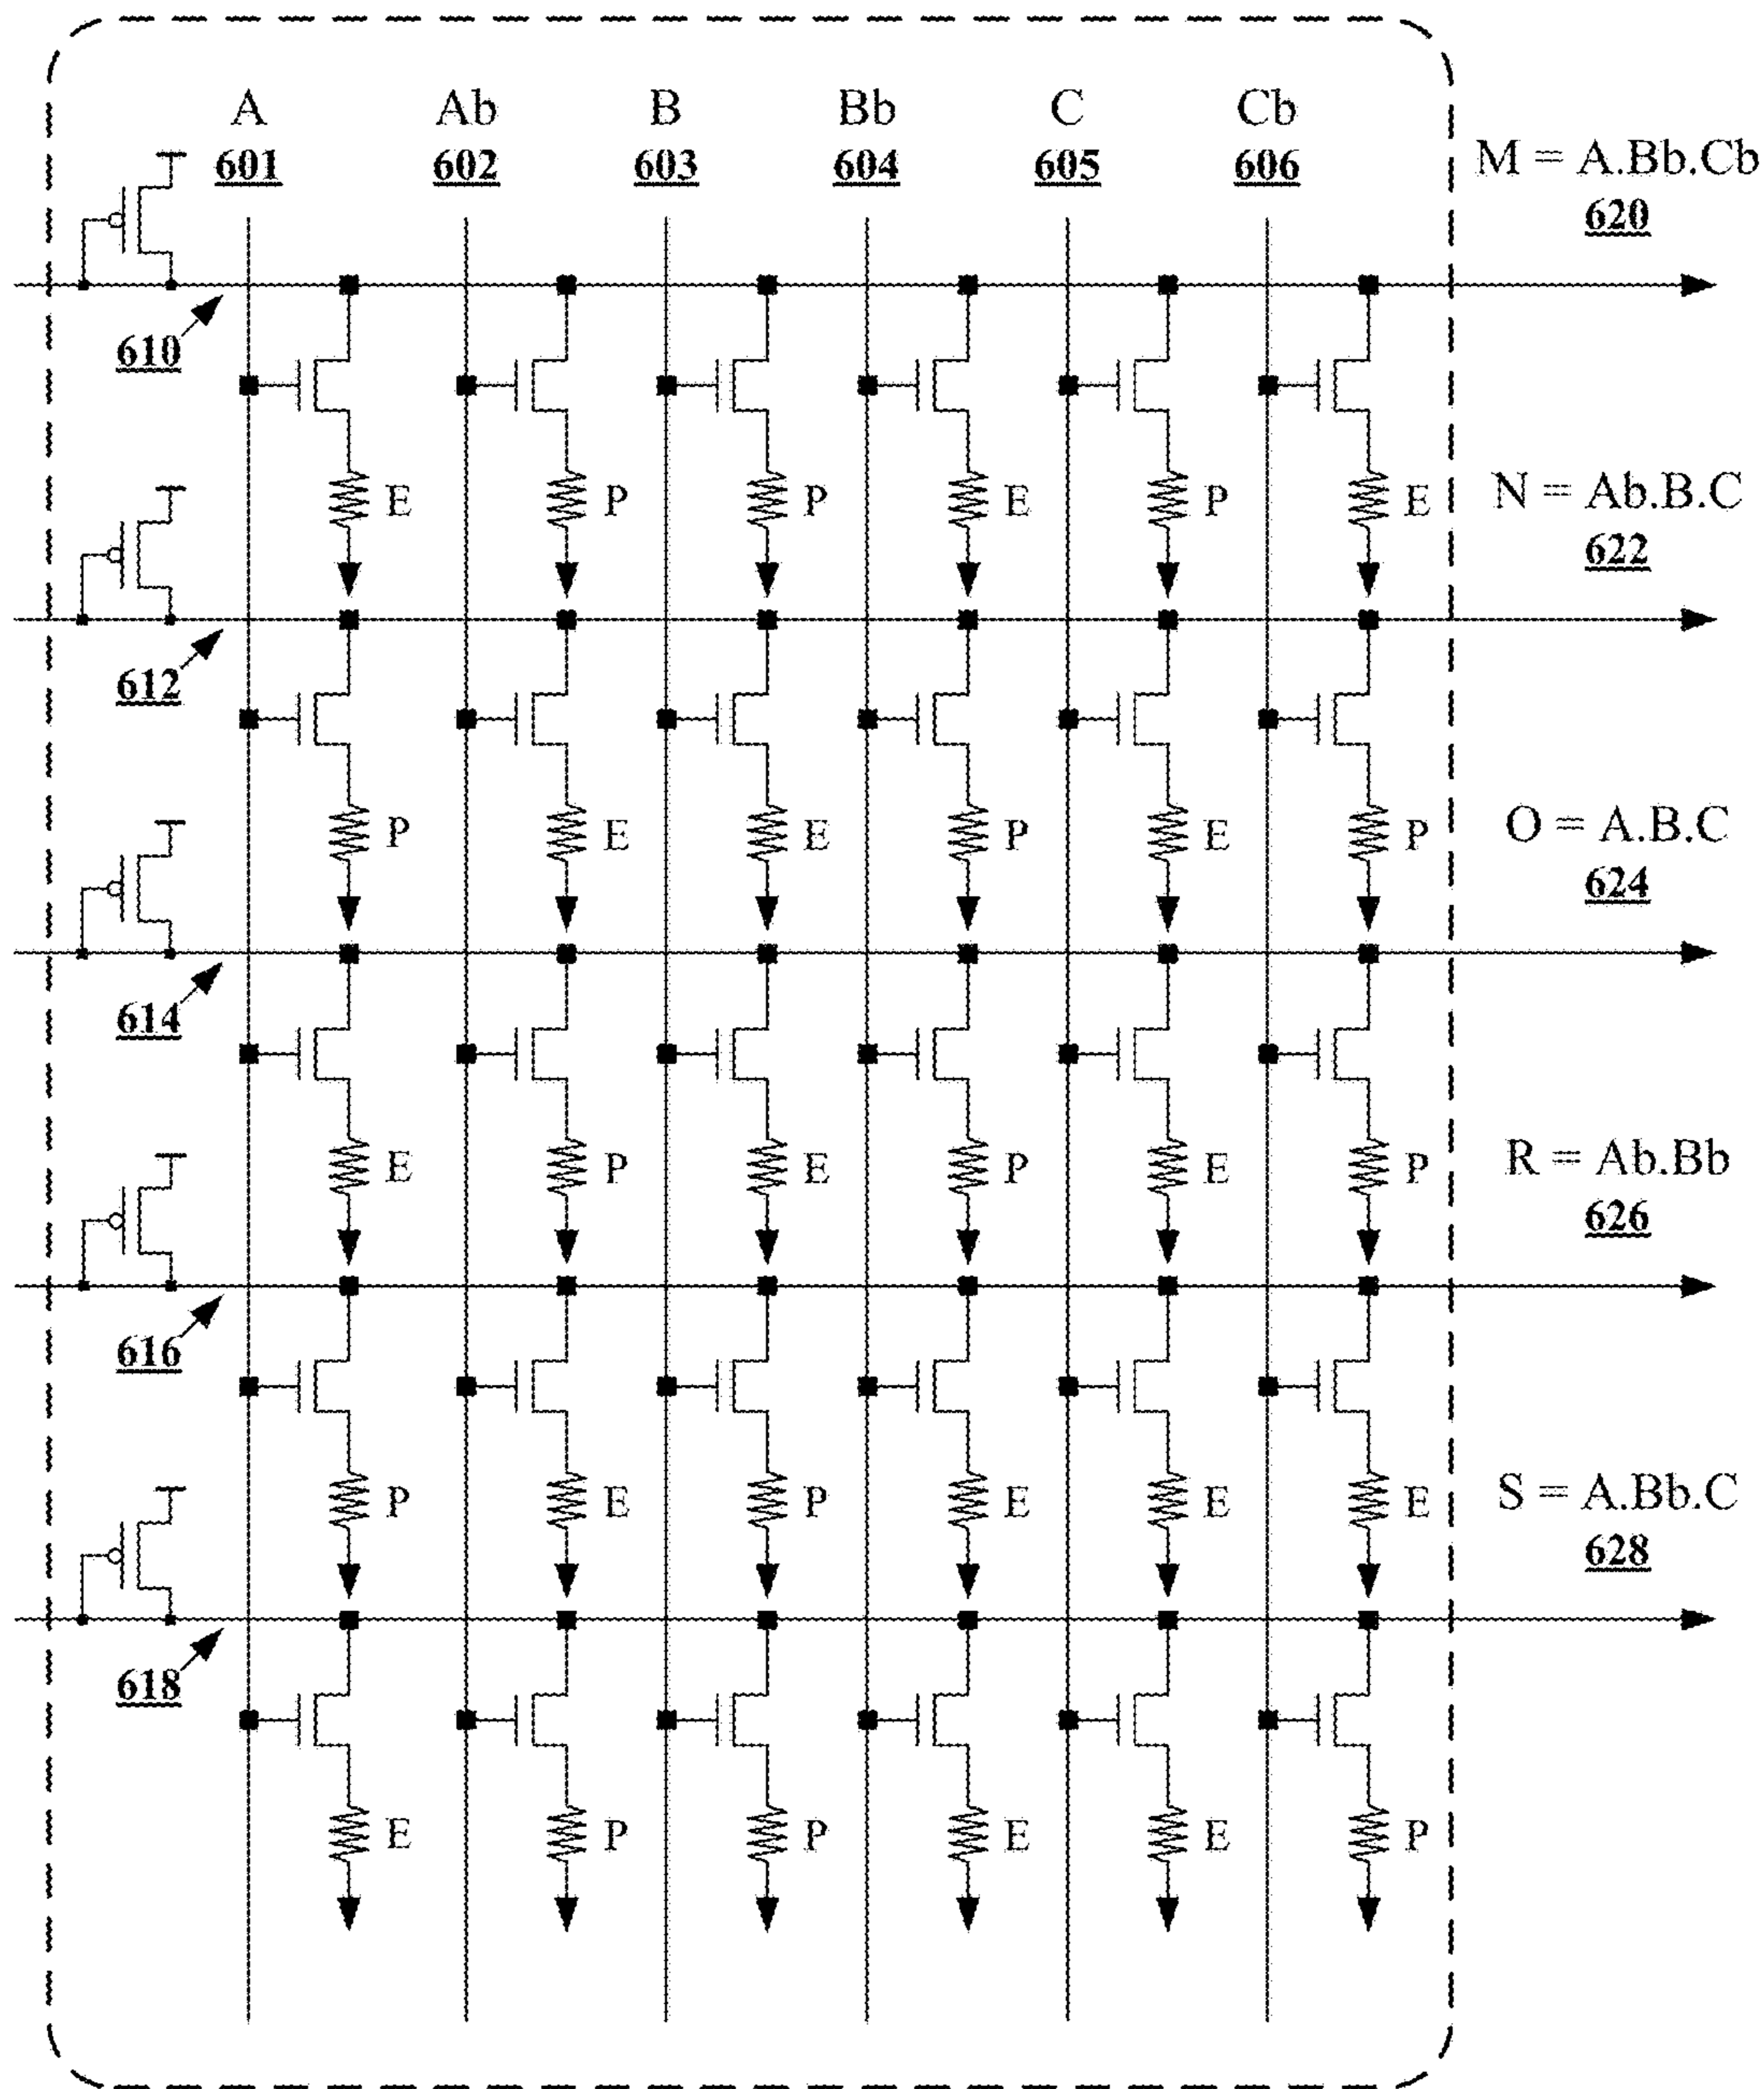 A Ab B Bb C Cb
601 602 603 604 605 606
M = A.Bb.Cb
620
610
E P P E P E
N = Ab.B.C
622
612
P E E P E P
O = A.B.C
624
614
E P E P E P
R = Ab.Bb
626
616
P E P E E E
S = A.Bb.C
628
618
E P P E E P